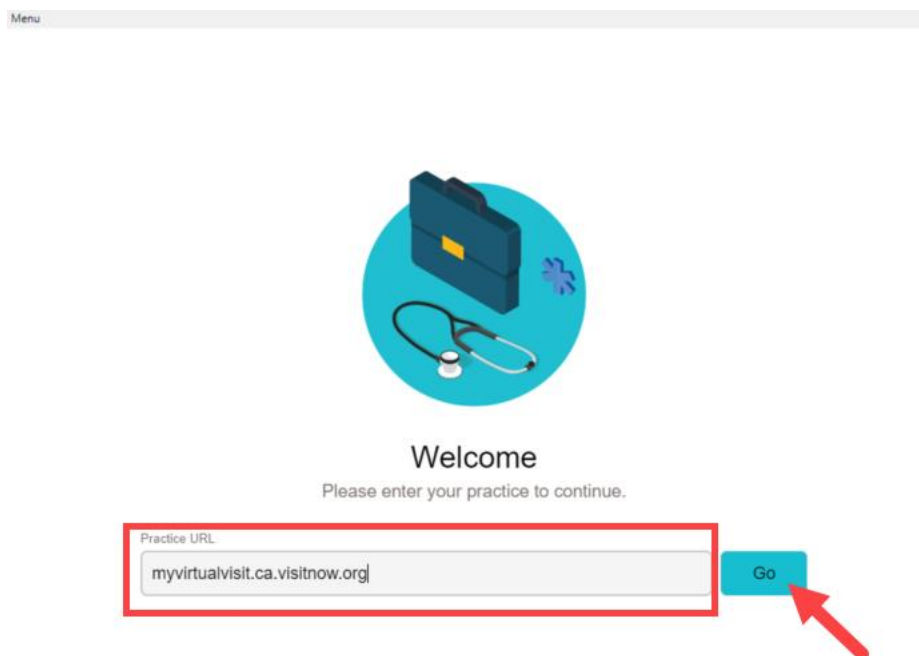 Menu
Welcome
Please enter your practice to continue.
Practice URL
myvirtualvisit.ca.visitnow.org
Go